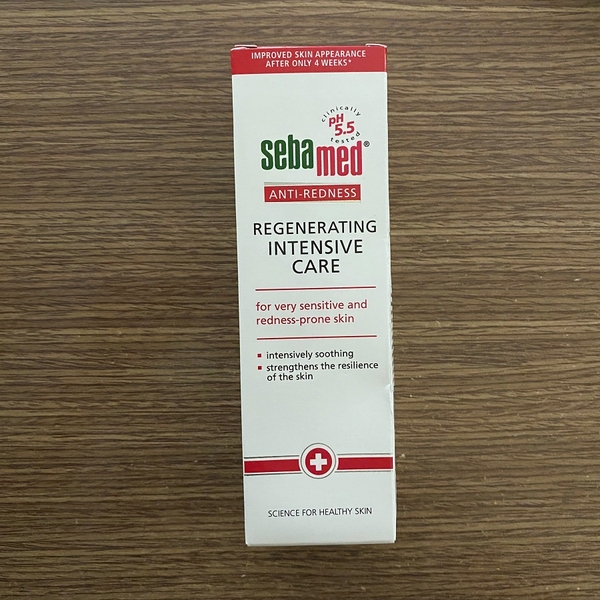 IMPROVED SKIN APPEARANCE
AFTER ONLY 4 WEEKS*
clinically
pH
5.5
tested
sebamed®
ANTI-REDNESS
REGENERATING
INTENSIVE
CARE
for very sensitive and
redness-prone skin
intensively soothing
strengthens the resilience
of the skin
SCIENCE FOR HEALTHY SKIN